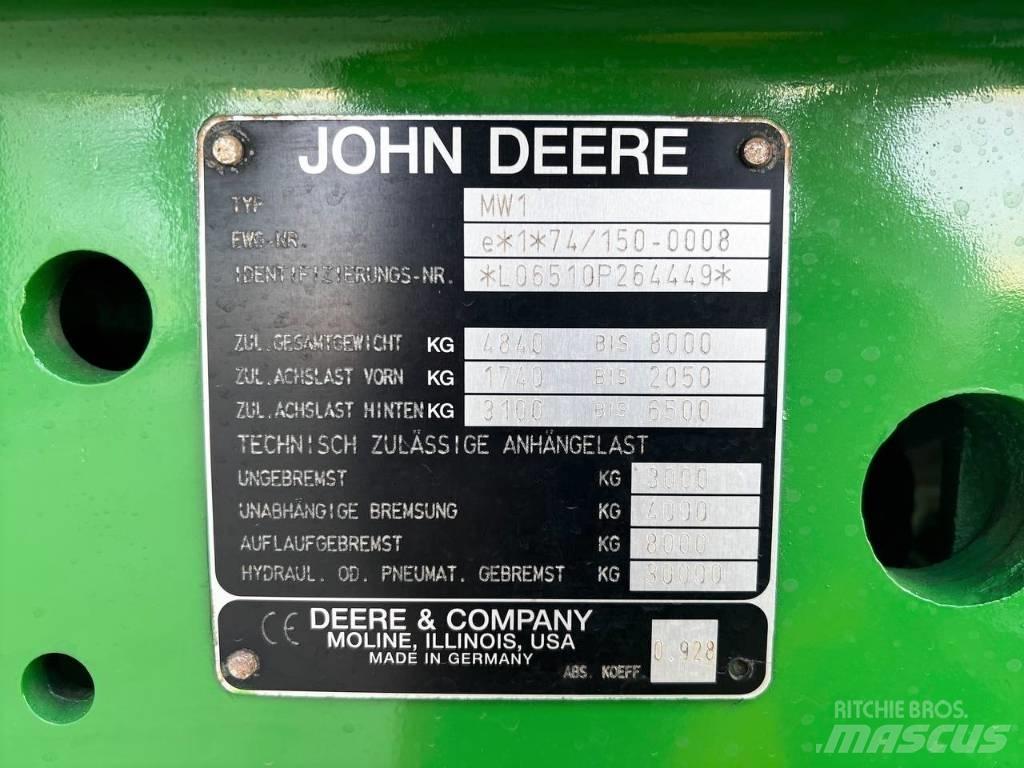 JOHN DEERE
TYP MW1
EWG-NR. e*1*74/150-0008
IDENTIFIZIERUNGS-NR. *L06510P264449*
ZUL.GESAMTGEWICHT KG 4840 BIS 8000
ZUL.ACHSLAST VORN KG 1740 BIS 2050
ZUL.ACHSLAST HINTEN KG 3100 BIS 6500
TECHNISCH ZULÄSSIGE ANHÄNGELAST
UNGEBREMST KG 3000
UNABHÄNGIGE BREMSUNG KG 4090
AUFLAUFGEBREMST KG 8000
HYDRAUL. OD. PNEUMAT. GEBREMST KG 30000
CE DEERE & COMPANY
MOLINE, ILLINOIS, USA
MADE IN GERMANY
ABS. KOEFF. 0.928
RITCHIE BROS.
MASCUS